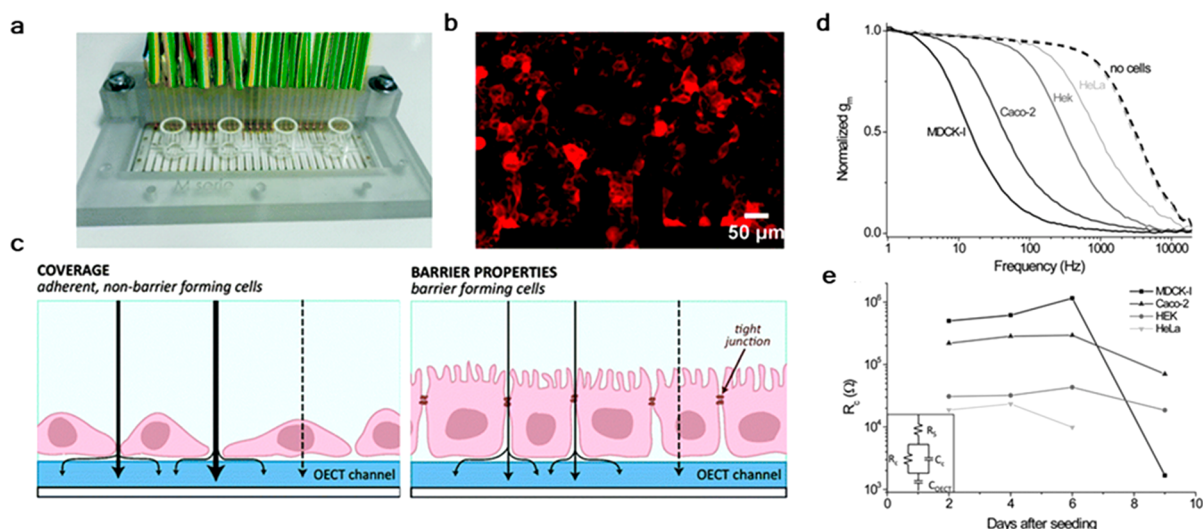 a
M sorio
b
50 μm
c
COVERAGE
adherent, non-barrier forming cells
OECT channel
BARRIER PROPERTIES
barrier forming cells
tight
junction
OECT channel
d
1.0
0.5
0.0
Normalized gm
no cells
HeLa
Hek
Caco-2
MDCK-I
1
10
100
1000
10000
Frequency (Hz)
e
MDCK-I
Caco-2
HEK
HeLa
10⁶
10⁵
10⁴
10³
Rc (Ω)
Rs
Rc
Cc
COECT
0
2
4
6
8
10
Days after seeding